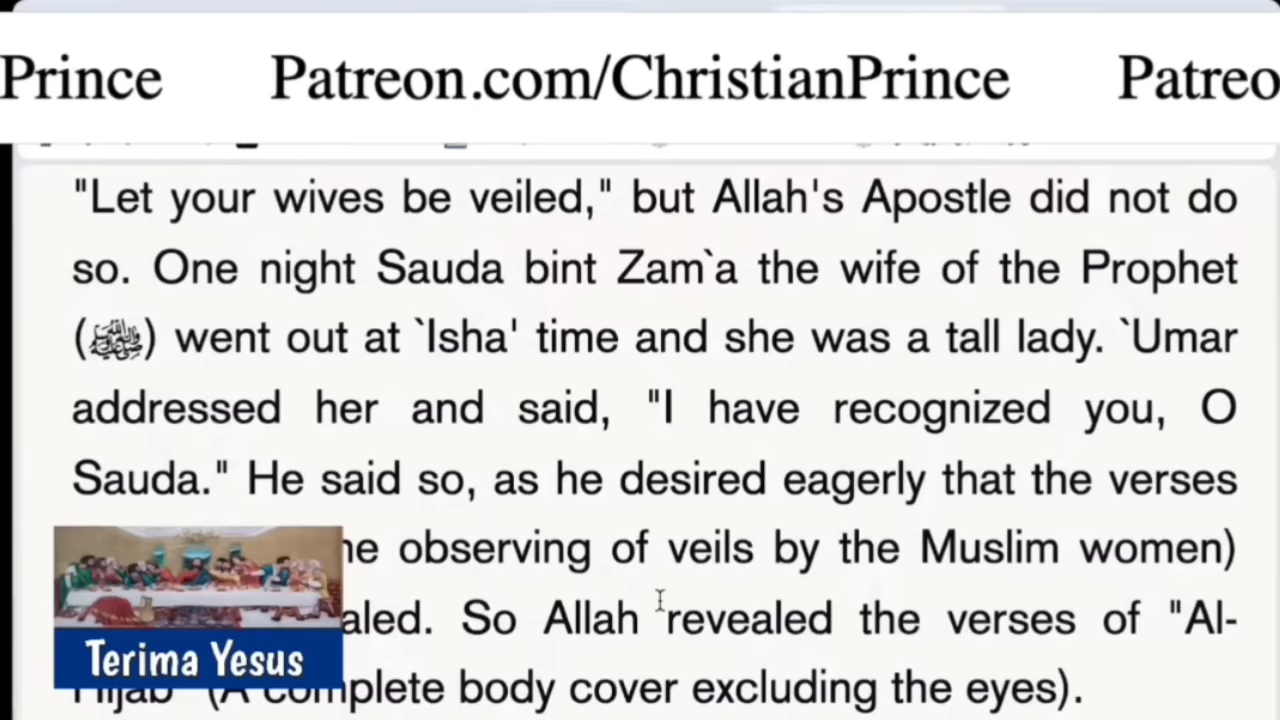 Prince Patreon.com/ChristianPrince Patreo
"Let your wives be veiled," but Allah's Apostle did not do
so. One night Sauda bint Zam`a the wife of the Prophet
(ﷺ) went out at `Isha' time and she was a tall lady. `Umar
addressed her and said, "I have recognized you, O
Sauda." He said so, as he desired eagerly that the verses
he observing of veils by the Muslim women)
aled. So Allah revealed the verses of "Al-
Hijab" (A complete body cover excluding the eyes).
Terima Yesus